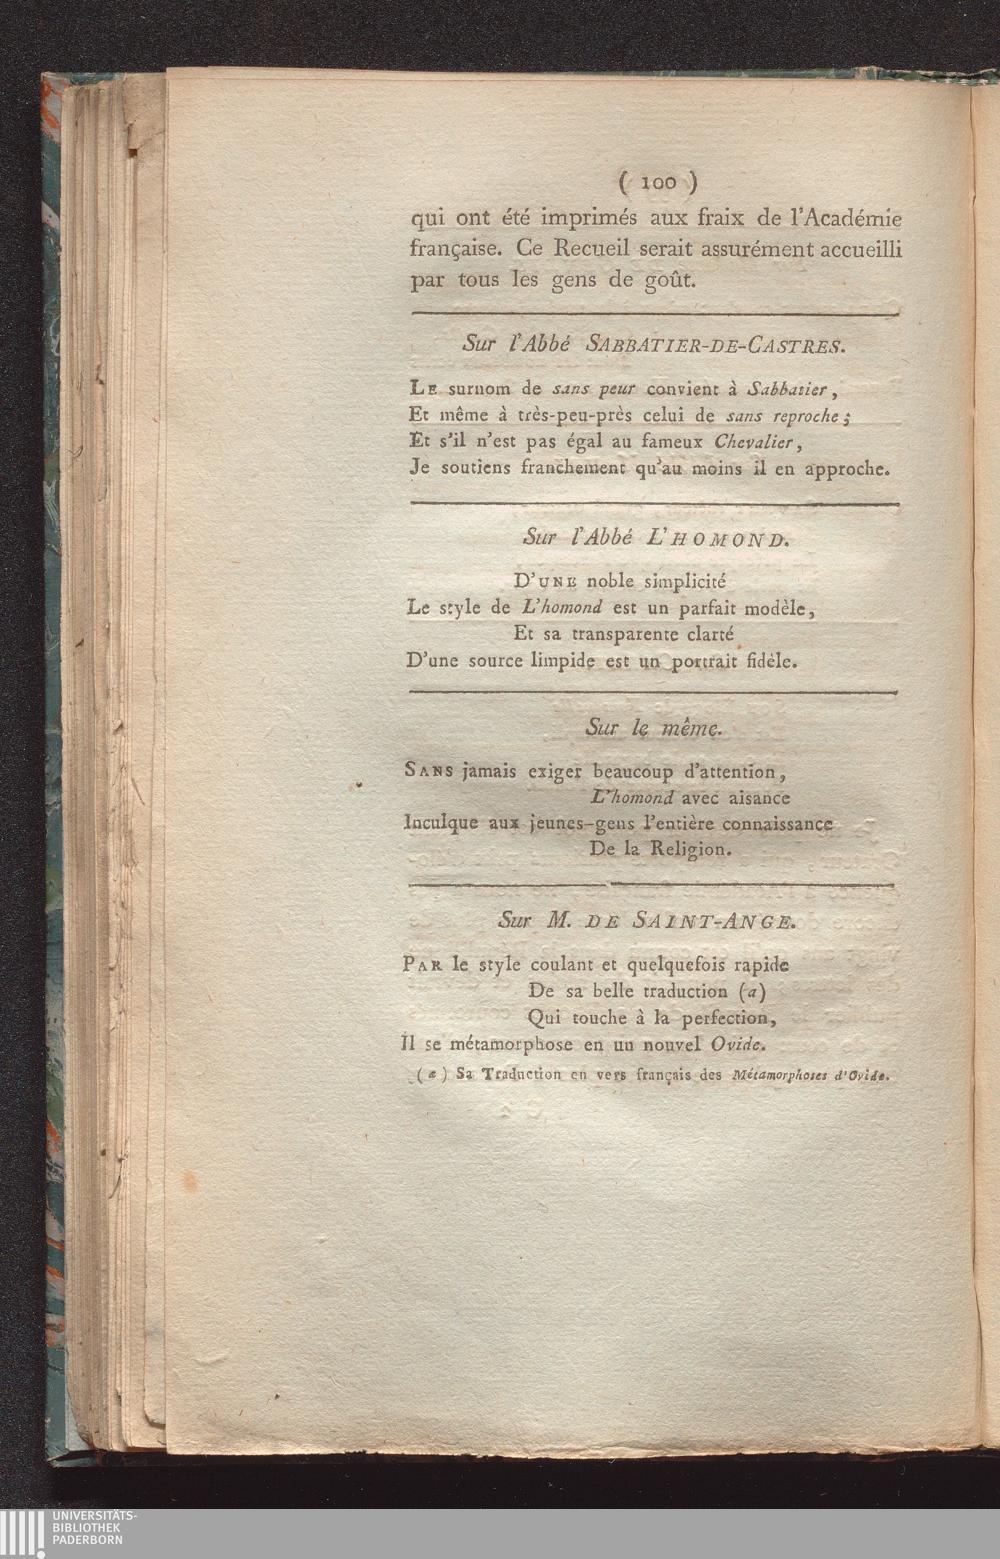 ( 100 )
qui ont été imprimés aux fraix de l'Académie
française. Ce Recueil serait assurément accueilli
par tous les gens de goût.
Sur l'Abbé SABBATIER-DE-CASTRES.
LE surnom de sans peur convient à Sabbatier,
Et même à très-peu-près celui de sans reproche;
Et s'il n'est pas égal au fameux Chevalier,
Je soutiens franchement qu'au moins il en approche.
Sur l'Abbé L'HOMOND.
D'UNE noble simplicité
Le style de L'homond est un parfait modèle,
Et sa transparente clarté
D'une source limpide est un portrait fidèle.
Sur le même.
SANS jamais exiger beaucoup d'attention,
L'homond avec aisance
Inculque aux jeunes-gens l'entière connaissance
De la Religion.
Sur M. DE SAINT-ANGE.
PAR le style coulant et quelquefois rapide
De sa belle traduction (a)
Qui touche à la perfection,
Il se métamorphose en un nouvel Ovide.
(a) Sa Traduction en vers français des Métamorphoses d'Ovide.
UNIVERSITÄTS-
BIBLIOTHEK
PADERBORN